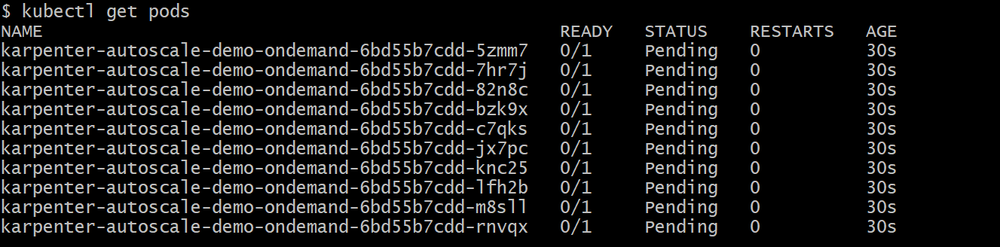 $ kubectl get pods
NAME                                                 READY   STATUS    RESTARTS   AGE
karpenter-autoscale-demo-ondemand-6bd55b7cdd-5zmm7   0/1     Pending   0          30s
karpenter-autoscale-demo-ondemand-6bd55b7cdd-7hr7j   0/1     Pending   0          30s
karpenter-autoscale-demo-ondemand-6bd55b7cdd-82n8c   0/1     Pending   0          30s
karpenter-autoscale-demo-ondemand-6bd55b7cdd-bzk9x   0/1     Pending   0          30s
karpenter-autoscale-demo-ondemand-6bd55b7cdd-c7qks   0/1     Pending   0          30s
karpenter-autoscale-demo-ondemand-6bd55b7cdd-jx7pc   0/1     Pending   0          30s
karpenter-autoscale-demo-ondemand-6bd55b7cdd-knc25   0/1     Pending   0          30s
karpenter-autoscale-demo-ondemand-6bd55b7cdd-lfh2b   0/1     Pending   0          30s
karpenter-autoscale-demo-ondemand-6bd55b7cdd-m8sll   0/1     Pending   0          30s
karpenter-autoscale-demo-ondemand-6bd55b7cdd-rnvqx   0/1     Pending   0          30s